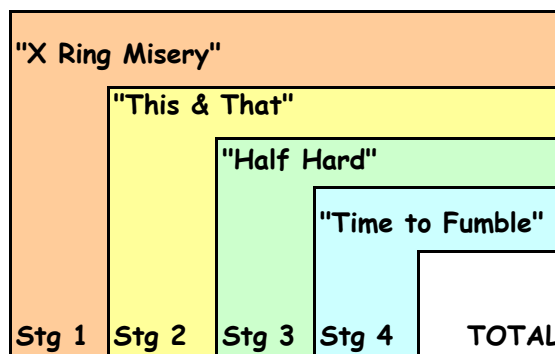 "X Ring Misery"
"This & That"
"Half Hard"
"Time to Fumble"
Stg 1 Stg 2 Stg 3 Stg 4 TOTAL